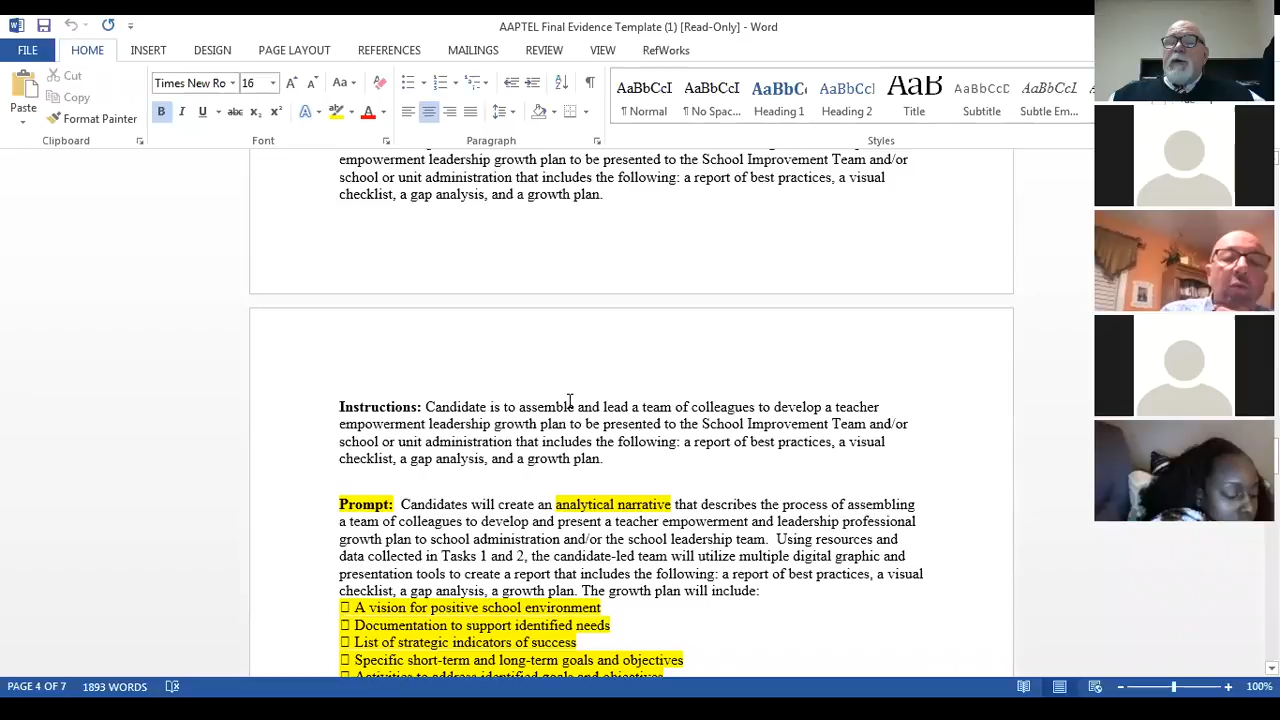 AAPTEL Final Evidence Template (1) [Read-Only] - Word
FILE HOME INSERT DESIGN PAGE LAYOUT REFERENCES MAILINGS REVIEW VIEW RefWorks
Paste
Cut
Copy
Format Painter
Clipboard
Times New Ro 16
Font
Paragraph
AaBbCcI AaBbCcI AaBbCc AaBbCcI AaB AaBbCcD AaBbCcI
¶ Normal ¶ No Spac... Heading 1 Heading 2 Title Subtitle Subtle Em...
Styles
empowerment leadership growth plan to be presented to the School Improvement Team and/or
school or unit administration that includes the following: a report of best practices, a visual
checklist, a gap analysis, and a growth plan.
Instructions: Candidate is to assemble and lead a team of colleagues to develop a teacher
empowerment leadership growth plan to be presented to the School Improvement Team and/or
school or unit administration that includes the following: a report of best practices, a visual
checklist, a gap analysis, and a growth plan.
Prompt: Candidates will create an analytical narrative that describes the process of assembling
a team of colleagues to develop and present a teacher empowerment and leadership professional
growth plan to school administration and/or the school leadership team. Using resources and
data collected in Tasks 1 and 2, the candidate-led team will utilize multiple digital graphic and
presentation tools to create a report that includes the following: a report of best practices, a visual
checklist, a gap analysis, a growth plan. The growth plan will include:
A vision for positive school environment
Documentation to support identified needs
List of strategic indicators of success
Specific short-term and long-term goals and objectives
Activities to address identified goals and objectives
PAGE 4 OF 7 1893 WORDS 100%